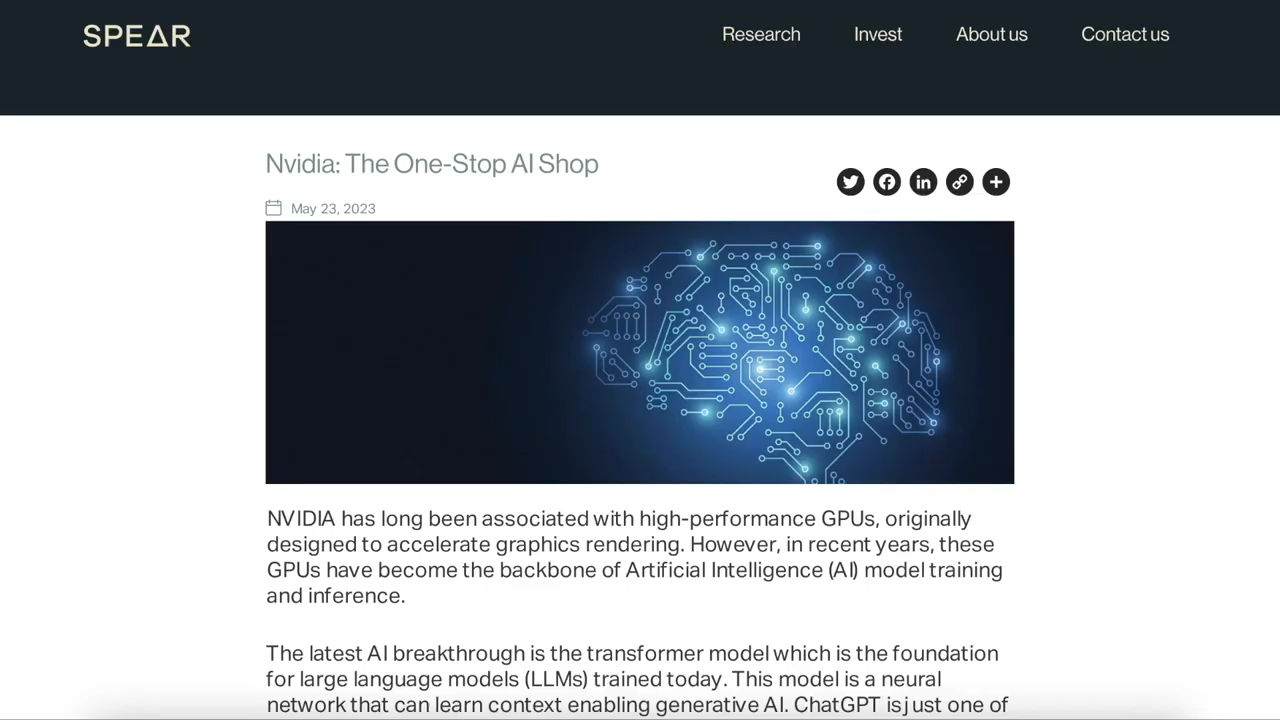 SPEAR
Research Invest About us Contact us
Nvidia: The One-Stop AI Shop
May 23, 2023
NVIDIA has long been associated with high-performance GPUs, originally
designed to accelerate graphics rendering. However, in recent years, these
GPUs have become the backbone of Artificial Intelligence (AI) model training
and inference.
The latest AI breakthrough is the transformer model which is the foundation
for large language models (LLMs) trained today. This model is a neural
network that can learn context enabling generative AI. ChatGPT is just one of